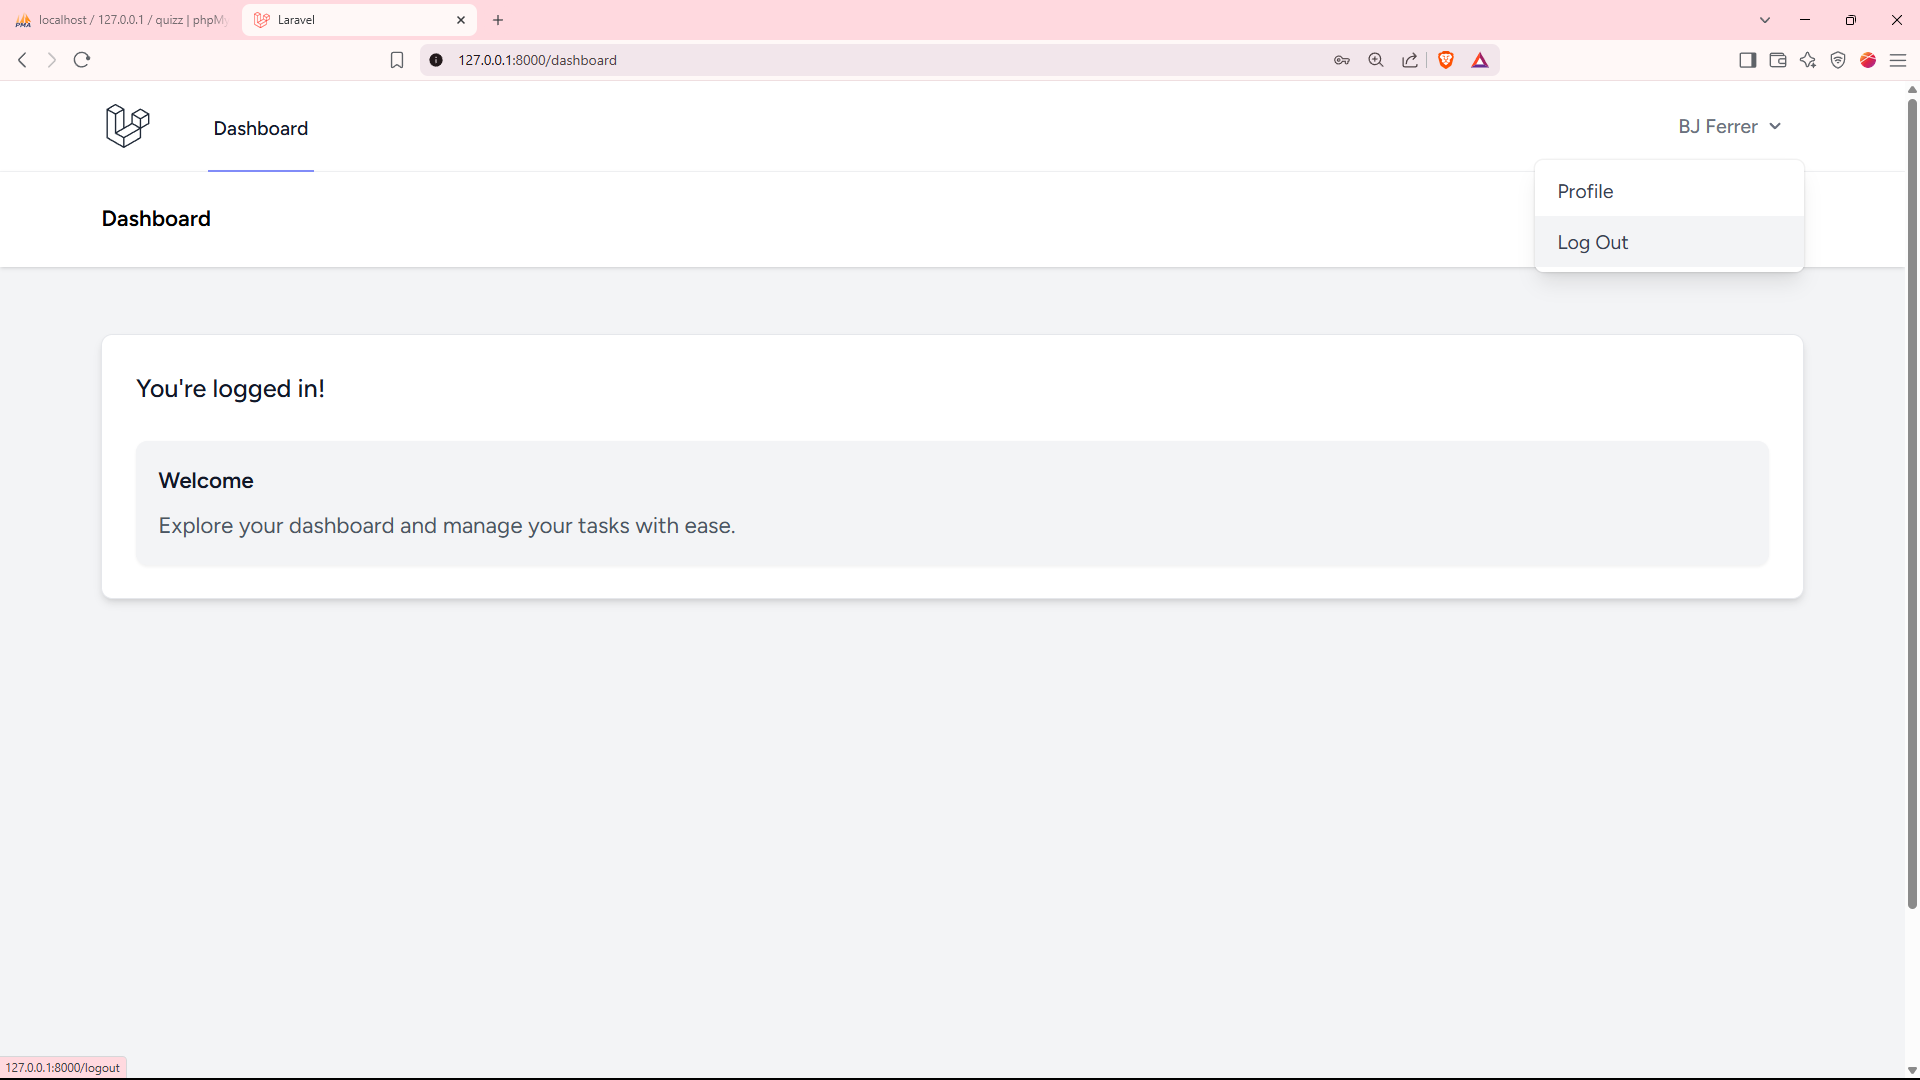 localhost / 127.0.0.1 / quizz | phpMy
Laravel
127.0.0.1:8000/dashboard
Dashboard
BJ Ferrer
Profile
Dashboard
Log Out
You're logged in!
Welcome
Explore your dashboard and manage your tasks with ease.
127.0.0.1:8000/logout